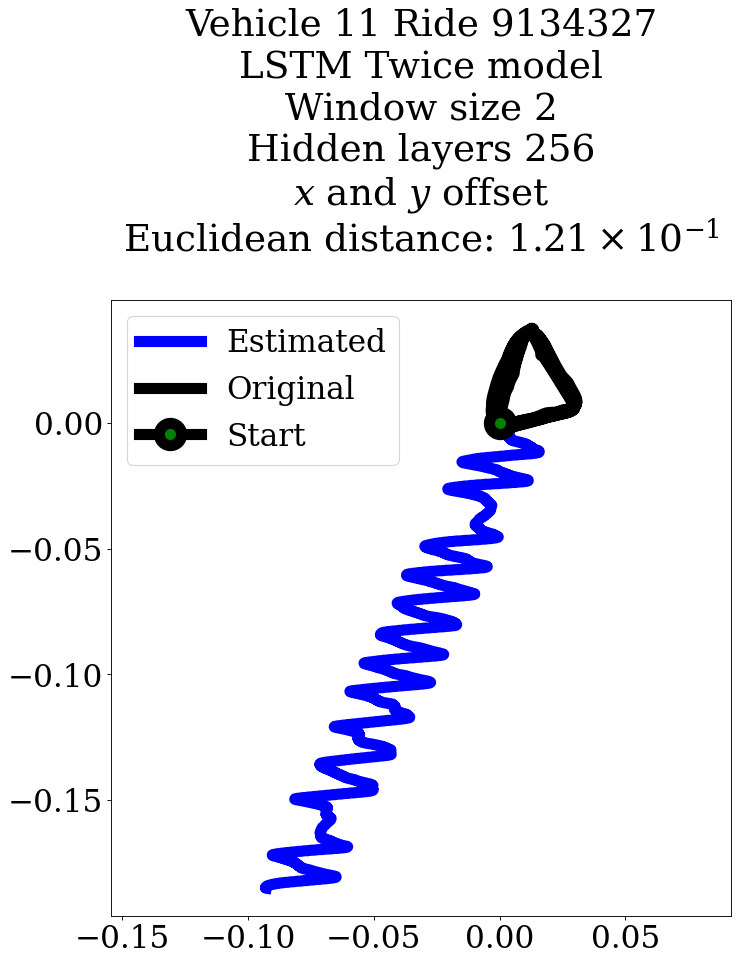 Vehicle 11 Ride 9134327
LSTM Twice model
Window size 2
Hidden layers 256
x and y offset
Euclidean distance: 1.21 × 10⁻¹
Estimated
Original
Start
0.00
−0.05
−0.10
−0.15
−0.15 −0.10 −0.05 0.00 0.05